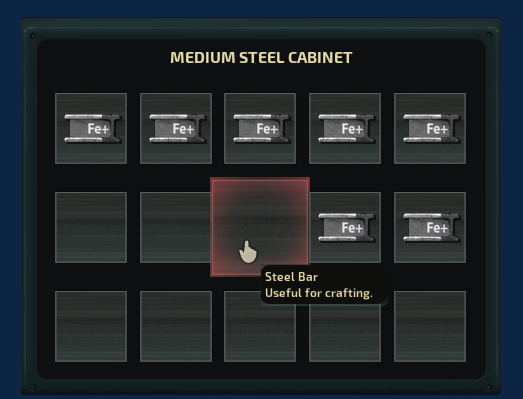 MEDIUM STEEL CABINET
Fe+ Fe+ Fe+ Fe+ Fe+
Fe+ Fe+
Steel Bar
Useful for crafting.